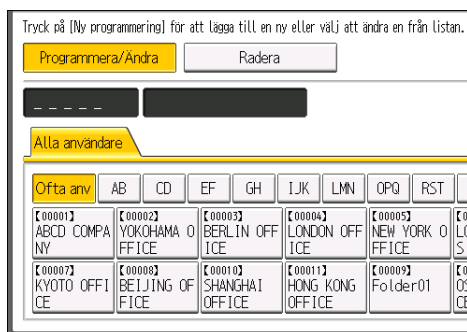 Tryck på [Ny programmering] för att lägga till en ny eller välj att ändra en från listan.
Programmera/Ändra Radera
_ _ _ _ _
Alla användare
Ofta anv AB CD EF GH IJK LMN OPQ RST
【00001】 【00002】 【00003】 【00004】 【00005】
ABCD COMPA YOKOHAMA O BERLIN OFF LONDON OFF NEW YORK O
NY FFICE ICE ICE FFICE
【00007】 【00008】 【00010】 【00011】 【00009】
KYOTO OFFI BEIJING OF SHANGHAI HONG KONG Folder01
CE FICE OFFICE OFFICE